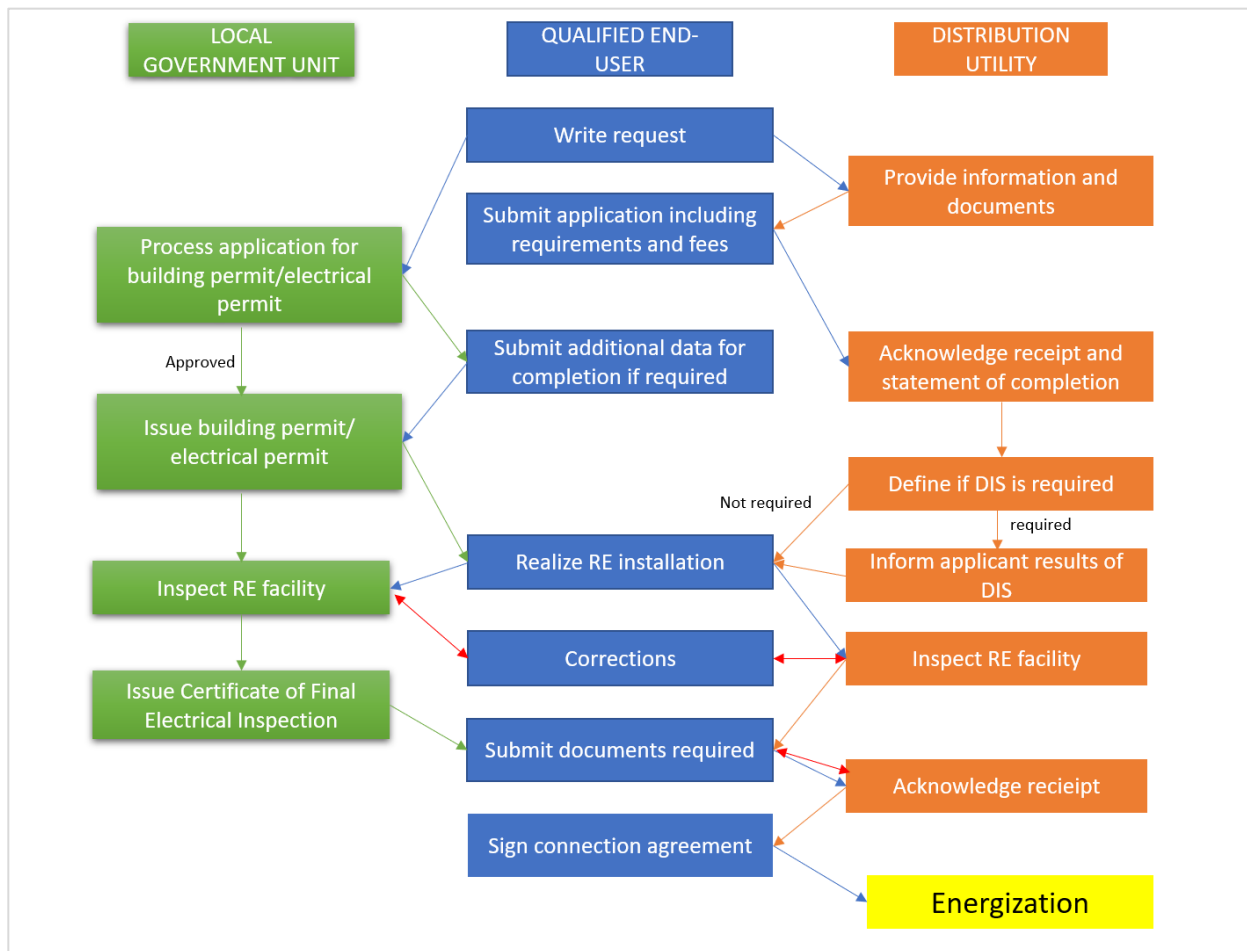 LOCAL
GOVERNMENT UNIT
QUALIFIED END-
USER
DISTRIBUTION
UTILITY
Write request
Provide information and
documents
Submit application including
requirements and fees
Process application for
building permit/electrical
permit
Approved
Submit additional data for
completion if required
Acknowledge receipt and
statement of completion
Issue building permit/
electrical permit
Define if DIS is required
Not required
required
Realize RE installation
Inform applicant results of
DIS
Inspect RE facility
Corrections
Inspect RE facility
Issue Certificate of Final
Electrical Inspection
Submit documents required
Acknowledge recieipt
Sign connection agreement
Energization